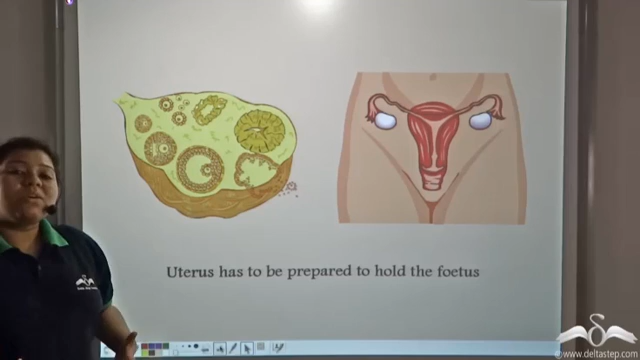 Uterus has to be prepared to hold the foetus
@www.deltastep.com